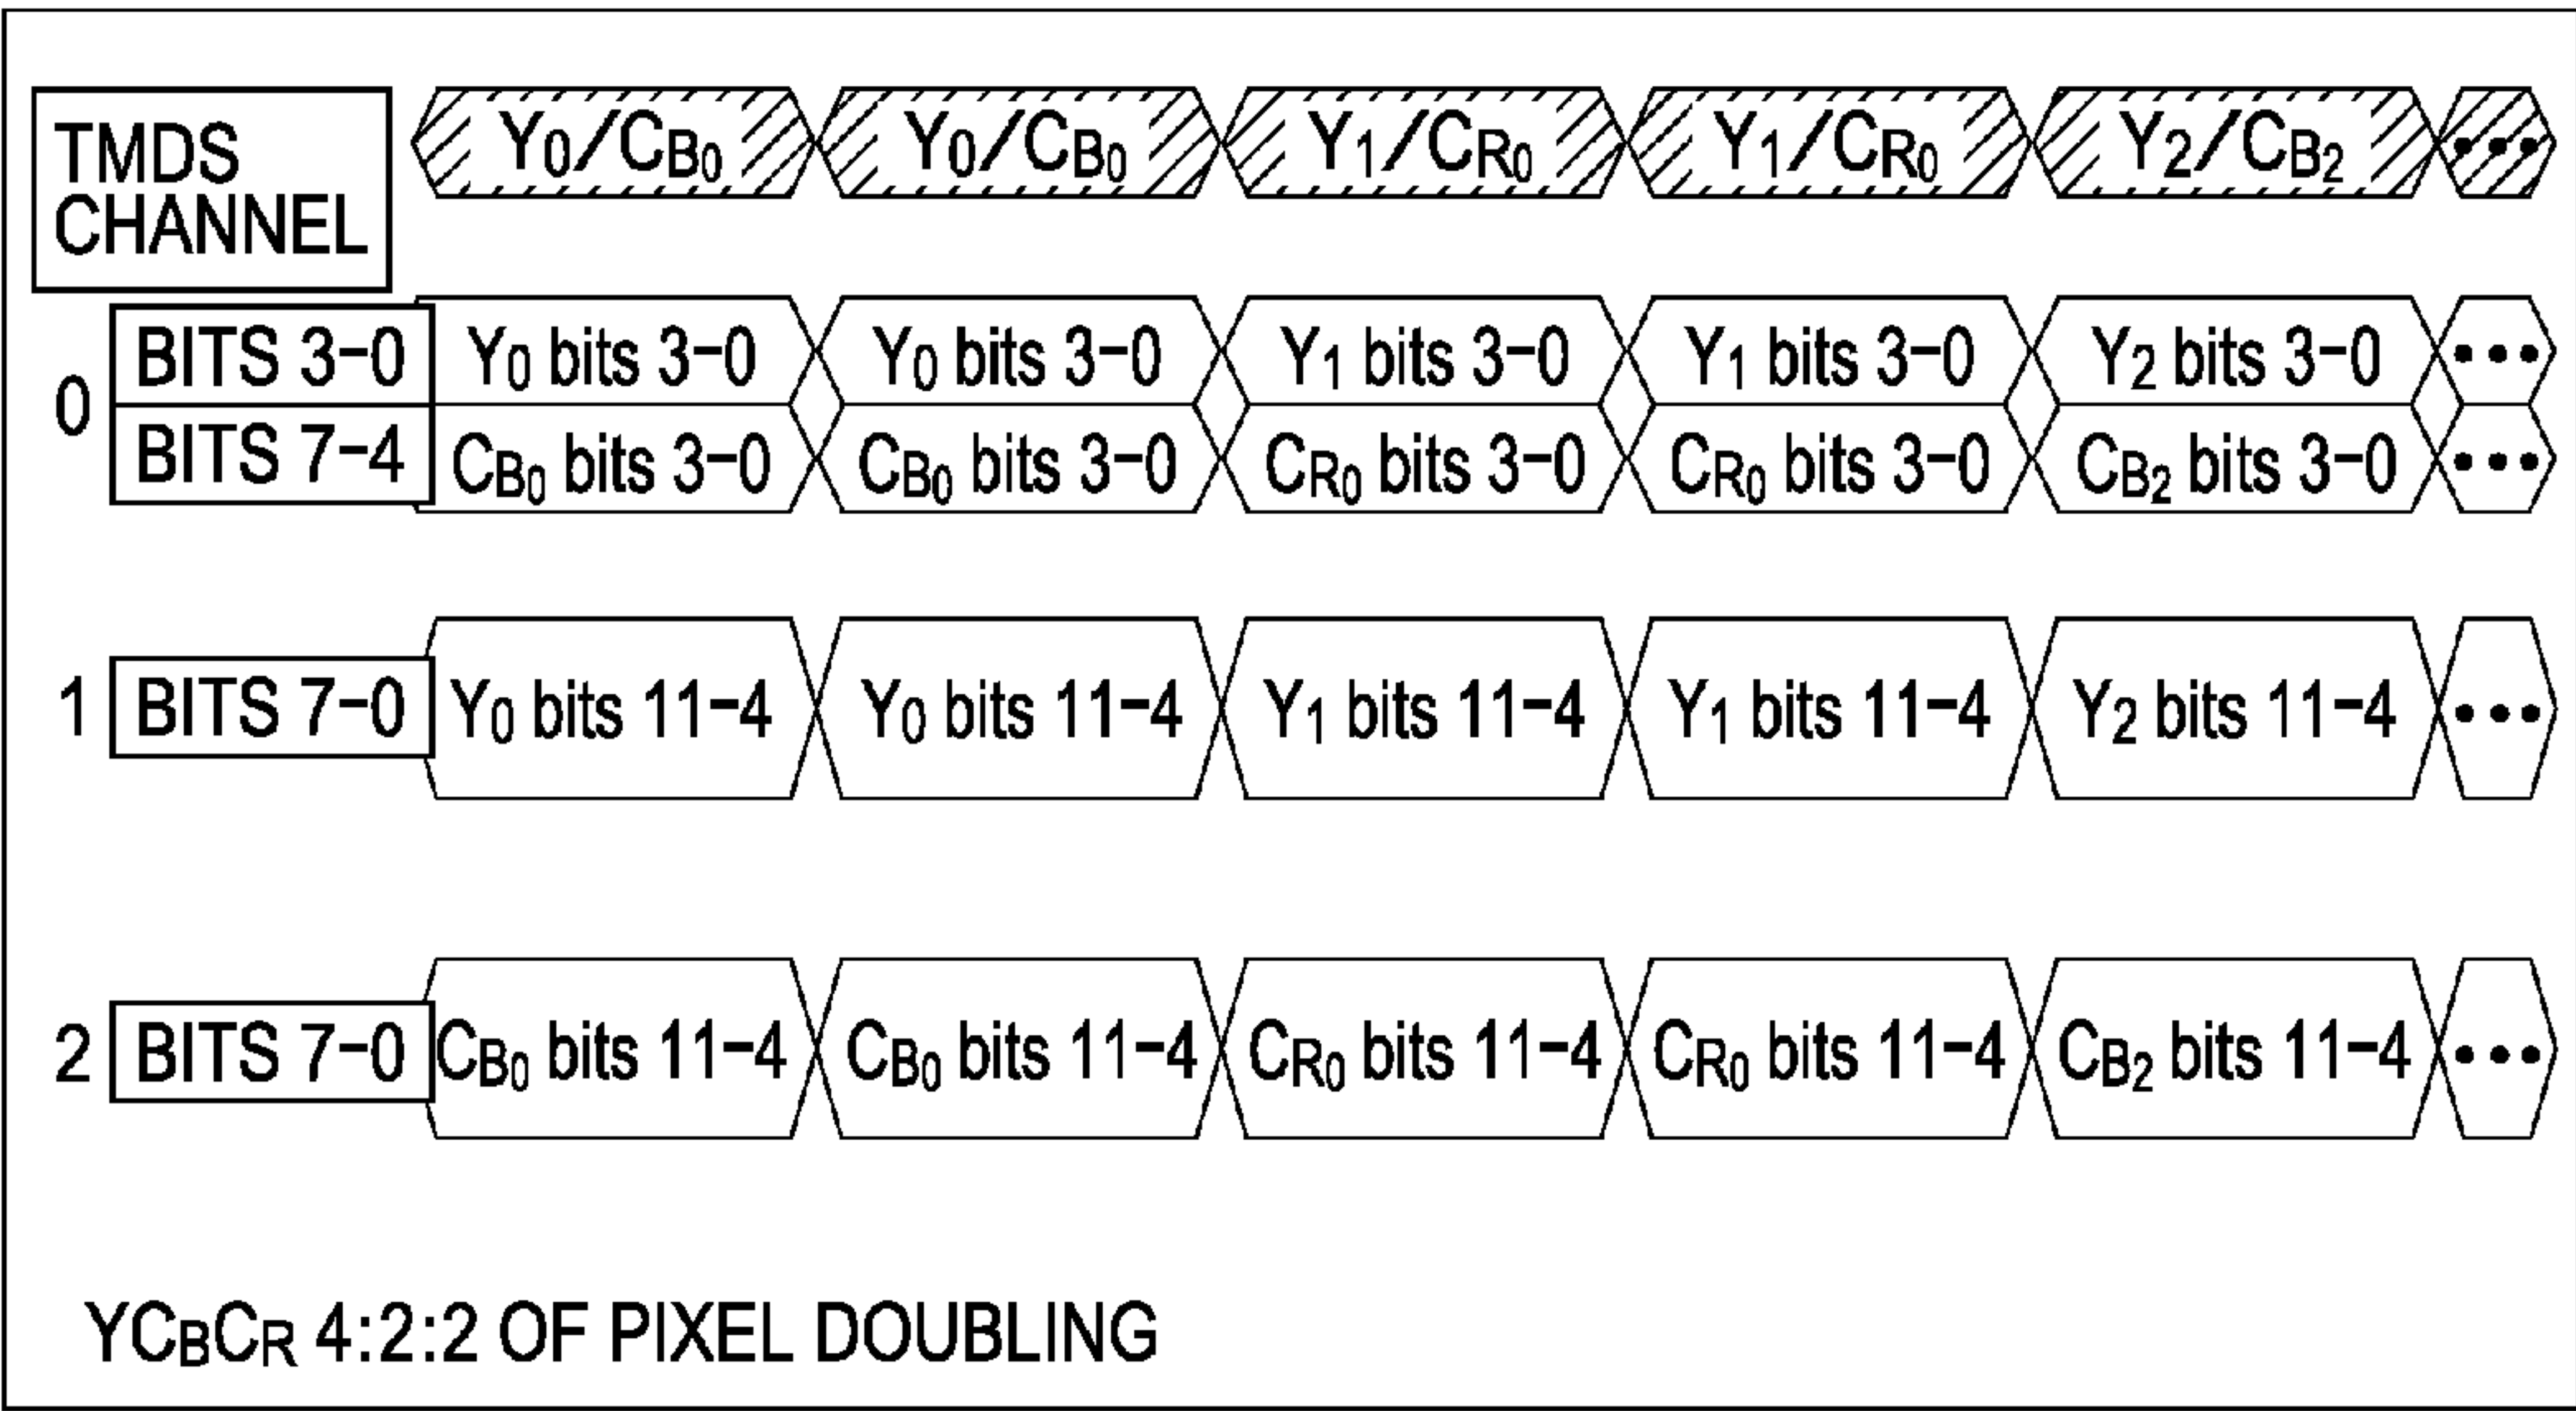 TMDS
CHANNEL
Y0/CB0 Y0/CB0 Y1/CR0 Y1/CR0 Y2/CB2 •••
0
BITS 3-0 Y0 bits 3-0 Y0 bits 3-0 Y1 bits 3-0 Y1 bits 3-0 Y2 bits 3-0 •••
BITS 7-4 CB0 bits 3-0 CB0 bits 3-0 CR0 bits 3-0 CR0 bits 3-0 CB2 bits 3-0 •••
1 BITS 7-0 Y0 bits 11-4 Y0 bits 11-4 Y1 bits 11-4 Y1 bits 11-4 Y2 bits 11-4 •••
2 BITS 7-0 CB0 bits 11-4 CB0 bits 11-4 CR0 bits 11-4 CR0 bits 11-4 CB2 bits 11-4 •••
YCBCR 4:2:2 OF PIXEL DOUBLING